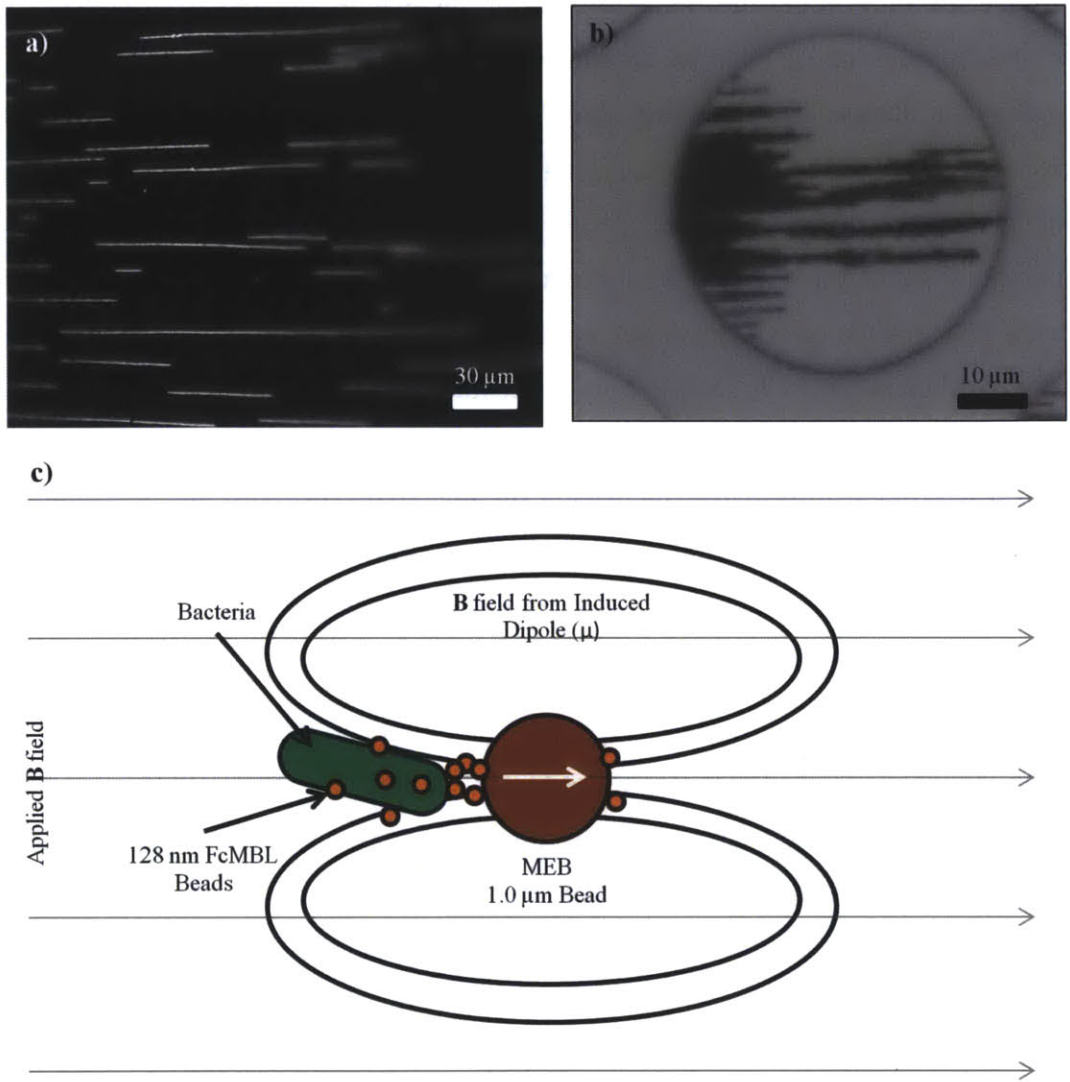 a)
30 µm
b)
10 µm
c)
Bacteria
B field from Induced
Dipole (µ)
Applied B field
128 nm FcMBL
Beads
MEB
1.0 µm Bead